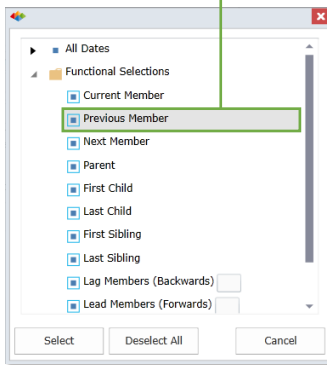 All Dates
Functional Selections
Current Member
Previous Member
Next Member
Parent
First Child
Last Child
First Sibling
Last Sibling
Lag Members (Backwards)
Lead Members (Forwards)
Select Deselect All Cancel